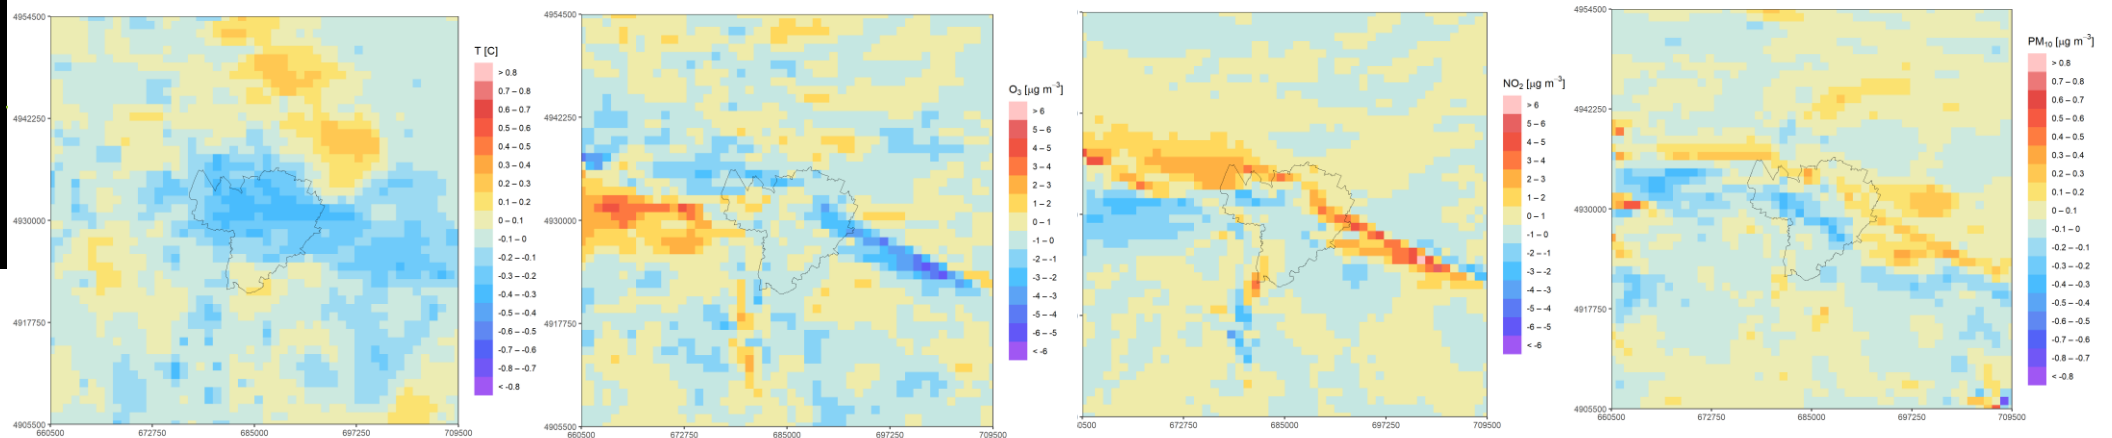 4954500
4942250
4930000
4917750
4905500
660500 672750 685000 697250 709500
T [C]
> 0.8
0.7 – 0.8
0.6 – 0.7
0.5 – 0.6
0.4 – 0.5
0.3 – 0.4
0.2 – 0.3
0.1 – 0.2
0 – 0.1
-0.1 – 0
-0.2 – -0.1
-0.3 – -0.2
-0.4 – -0.3
-0.5 – -0.4
-0.6 – -0.5
-0.7 – -0.6
-0.8 – -0.7
< -0.8
4954500
4942250
4930000
4917750
4905500
660500 672750 685000 697250 709500
O₃ [µg m⁻³]
> 6
5 – 6
4 – 5
3 – 4
2 – 3
1 – 2
0 – 1
-1 – 0
-2 – -1
-3 – -2
-4 – -3
-5 – -4
-6 – -5
< -6
0500 672750 685000 697250 709500
NO₂ [µg m⁻³]
> 6
5 – 6
4 – 5
3 – 4
2 – 3
1 – 2
0 – 1
-1 – 0
-2 – -1
-3 – -2
-4 – -3
-5 – -4
-6 – -5
< -6
4954500
4942250
4930000
4917750
4905500
660500 672750 685000 697250 709500
PM₁₀ [µg m⁻³]
> 0.8
0.7 – 0.8
0.6 – 0.7
0.5 – 0.6
0.4 – 0.5
0.3 – 0.4
0.2 – 0.3
0.1 – 0.2
0 – 0.1
-0.1 – 0
-0.2 – -0.1
-0.3 – -0.2
-0.4 – -0.3
-0.5 – -0.4
-0.6 – -0.5
-0.7 – -0.6
-0.8 – -0.7
< -0.8